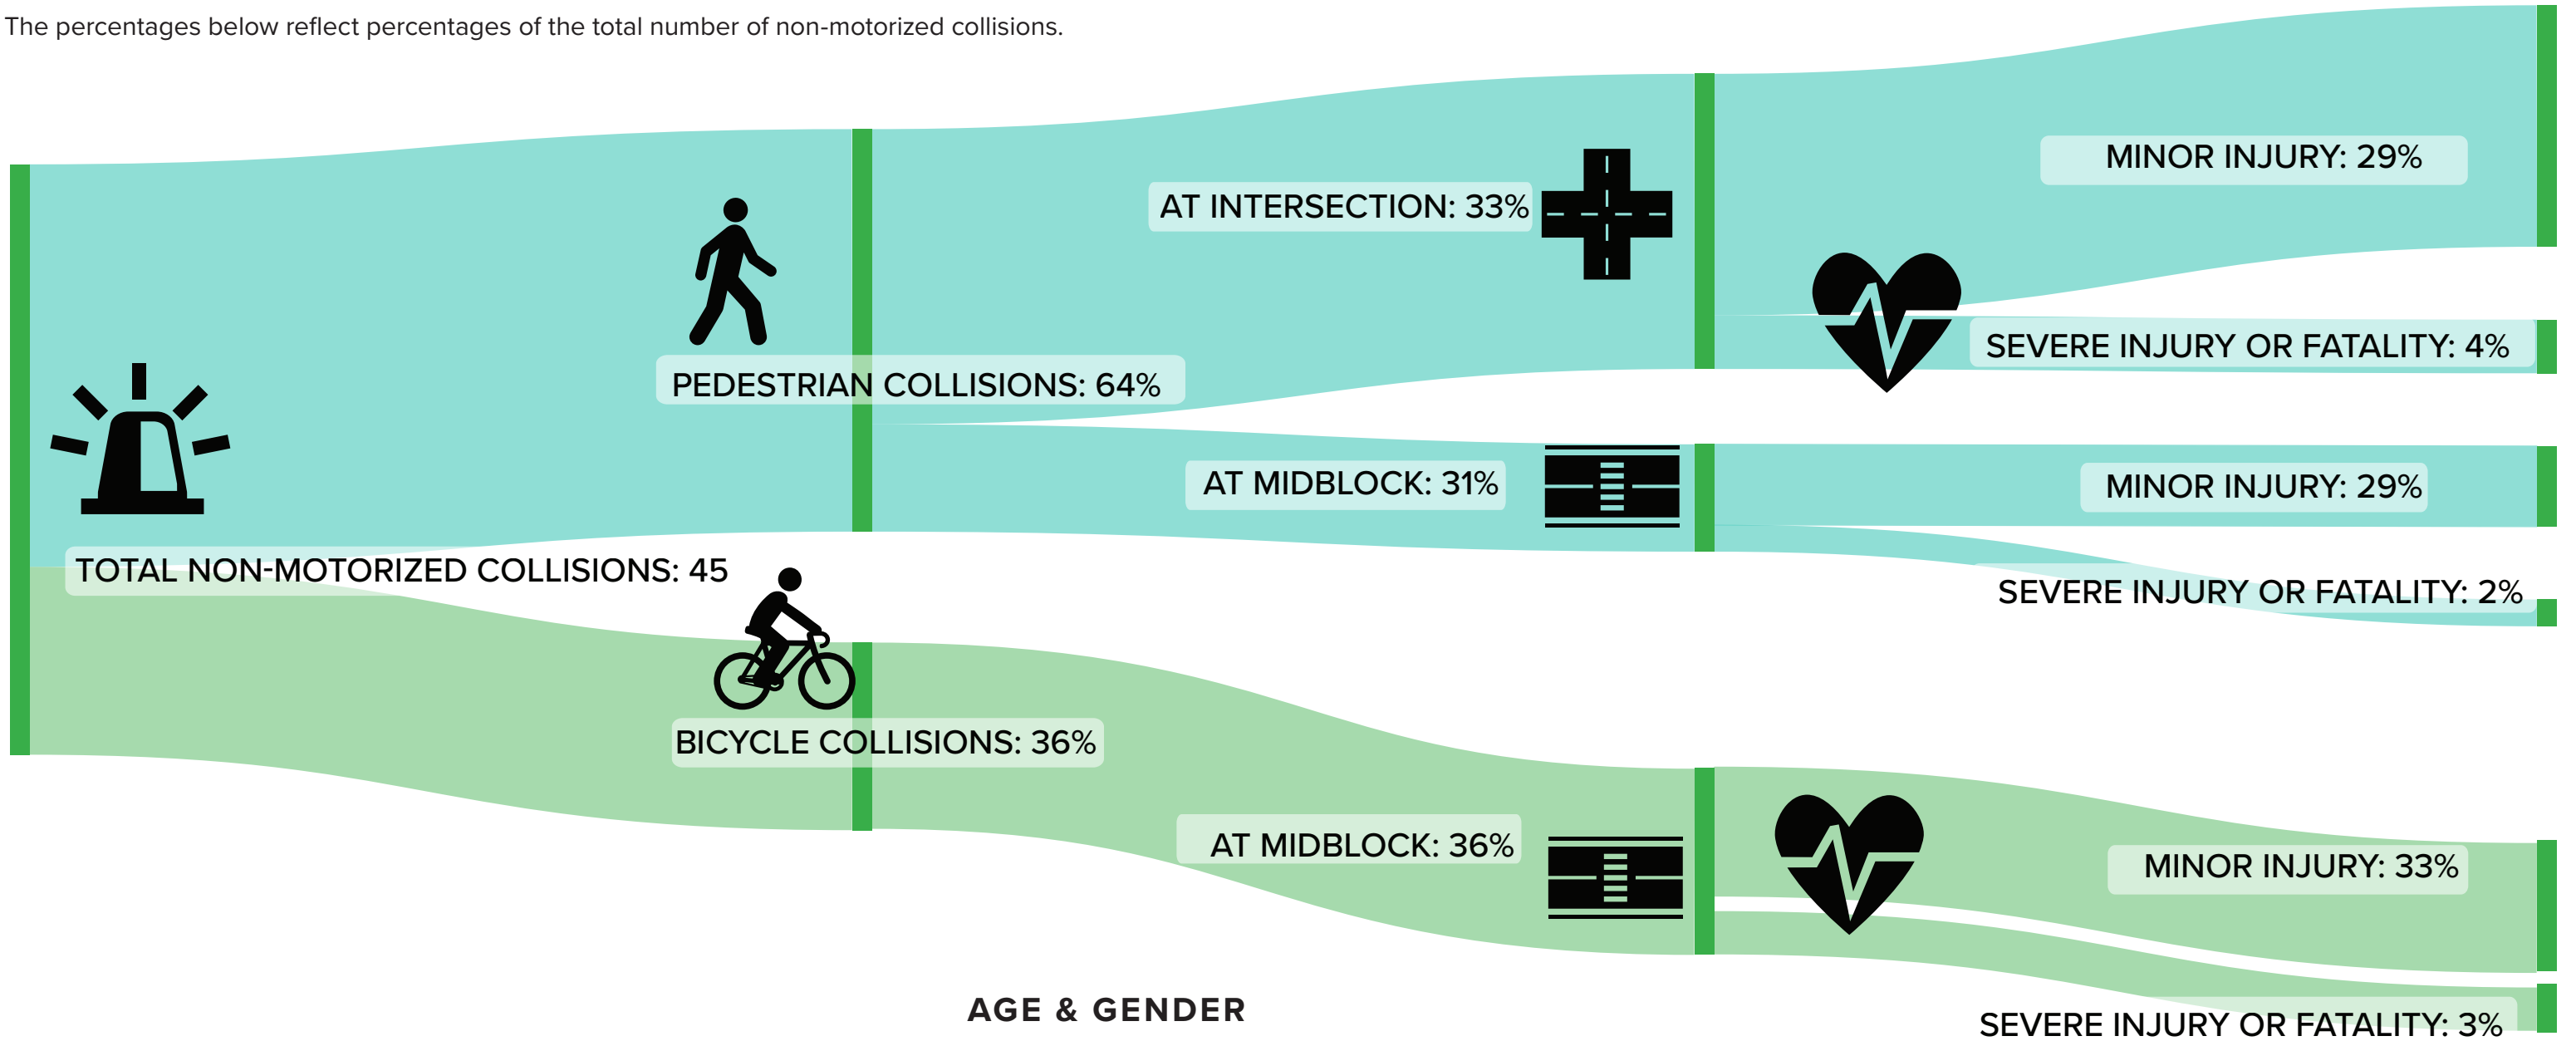 The percentages below reflect percentages of the total number of non-motorized collisions.
MINOR INJURY: 29%
AT INTERSECTION: 33%
SEVERE INJURY OR FATALITY: 4%
PEDESTRIAN COLLISIONS: 64%
AT MIDBLOCK: 31%
MINOR INJURY: 29%
TOTAL NON-MOTORIZED COLLISIONS: 45
SEVERE INJURY OR FATALITY: 2%
BICYCLE COLLISIONS: 36%
AT MIDBLOCK: 36%
MINOR INJURY: 33%
AGE & GENDER
SEVERE INJURY OR FATALITY: 3%